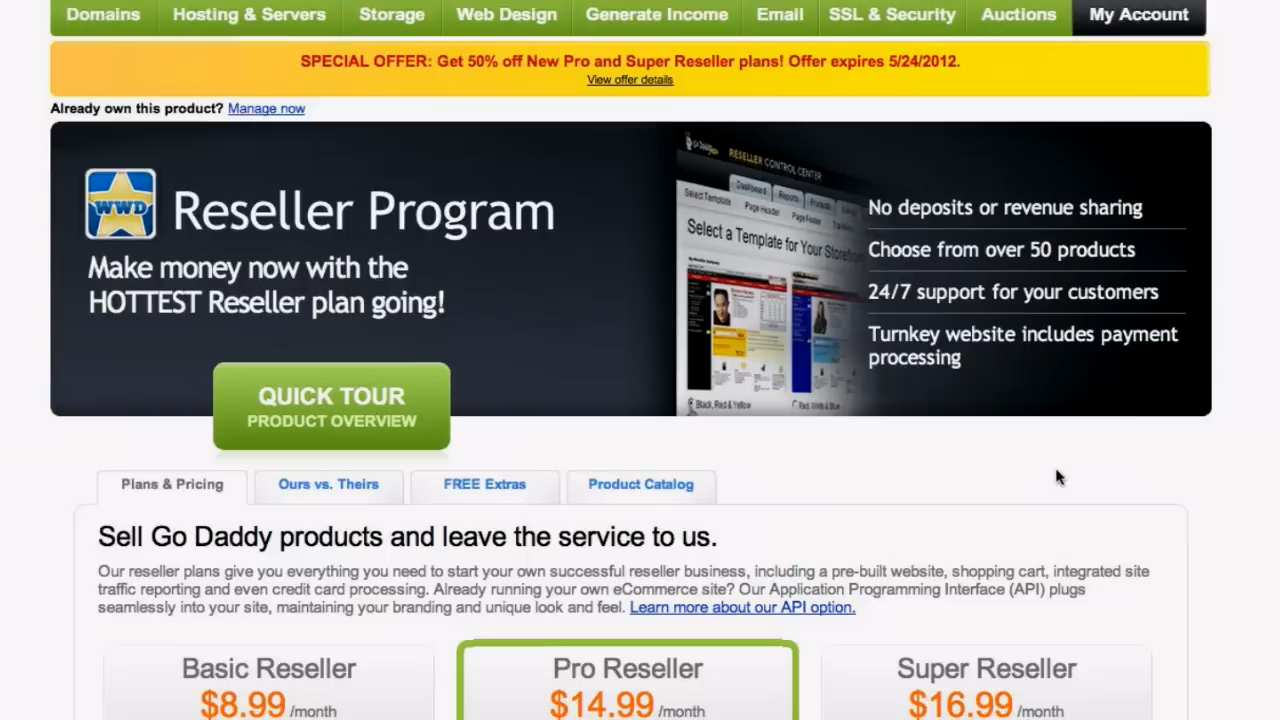 Domains Hosting & Servers Storage Web Design Generate Income Email SSL & Security Auctions My Account
SPECIAL OFFER: Get 50% off New Pro and Super Reseller plans! Offer expires 5/24/2012.
View offer details
Already own this product? Manage now
WWD
Reseller Program
Make money now with the
HOTTEST Reseller plan going!
QUICK TOUR
PRODUCT OVERVIEW
RESELLER CONTROL CENTER
Dashboard Reports Products
Select Template Page Header Page Footer
Select a Template for Your Storef
Black, Red & Yellow Red, White & Blue
No deposits or revenue sharing
Choose from over 50 products
24/7 support for your customers
Turnkey website includes payment
processing
Plans & Pricing Ours vs. Theirs FREE Extras Product Catalog
Sell Go Daddy products and leave the service to us.
Our reseller plans give you everything you need to start your own successful reseller business, including a pre-built website, shopping cart, integrated site
traffic reporting and even credit card processing. Already running your own eCommerce site? Our Application Programming Interface (API) plugs
seamlessly into your site, maintaining your branding and unique look and feel. Learn more about our API option.
Basic Reseller Pro Reseller Super Reseller
$8.99 /month $14.99 /month $16.99 /month